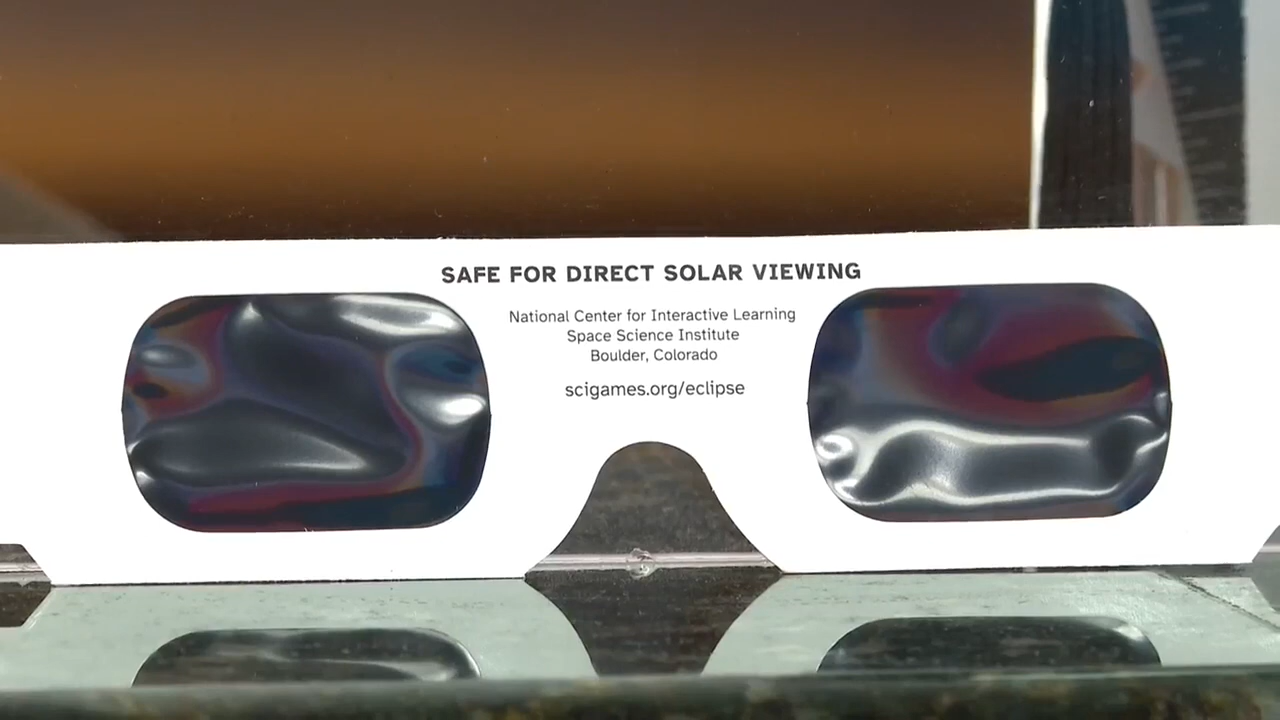 SAFE FOR DIRECT SOLAR VIEWING
National Center for Interactive Learning
Space Science Institute
Boulder, Colorado
scigames.org/eclipse